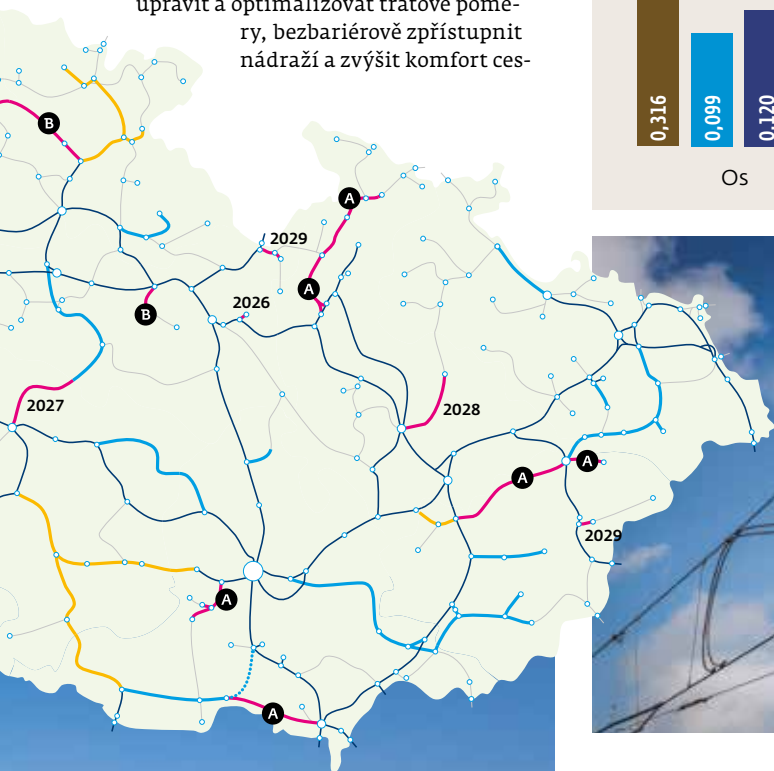 upravit a optimalizovat traťové pomě-
ry, bezbariérově zpřístupnit
nádraží a zvýšit komfort ces-
0,316
0,099
0,120
Os
B
A
2029
A
2026
B
2027
2028
A
A
2029
A
A